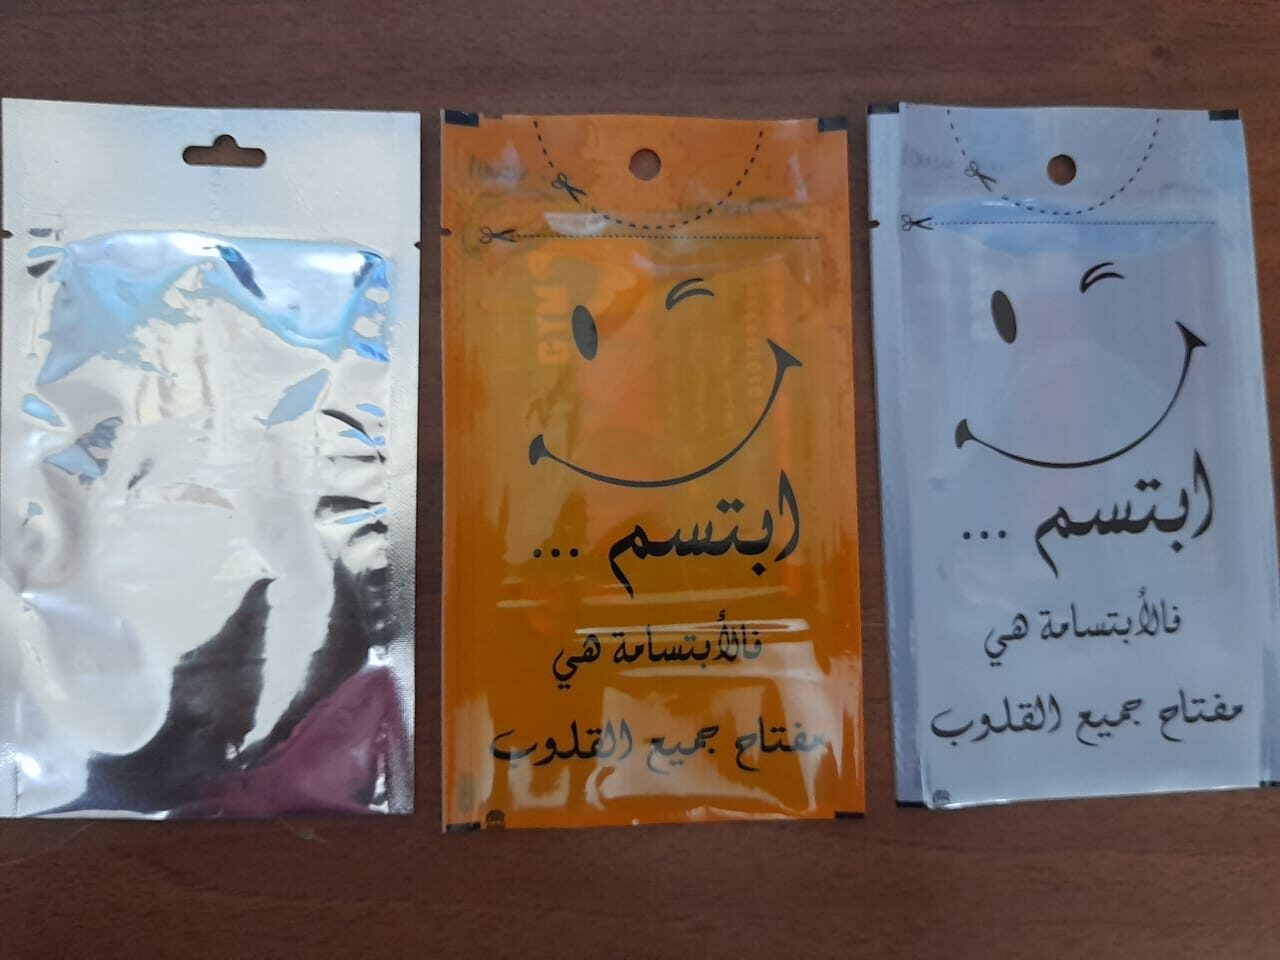 ابتسم ...
فالأبتسامة هي
مفتاح جميع القلوب
ابتسم ...
فالأبتسامة هي
مفتاح جميع القلوب